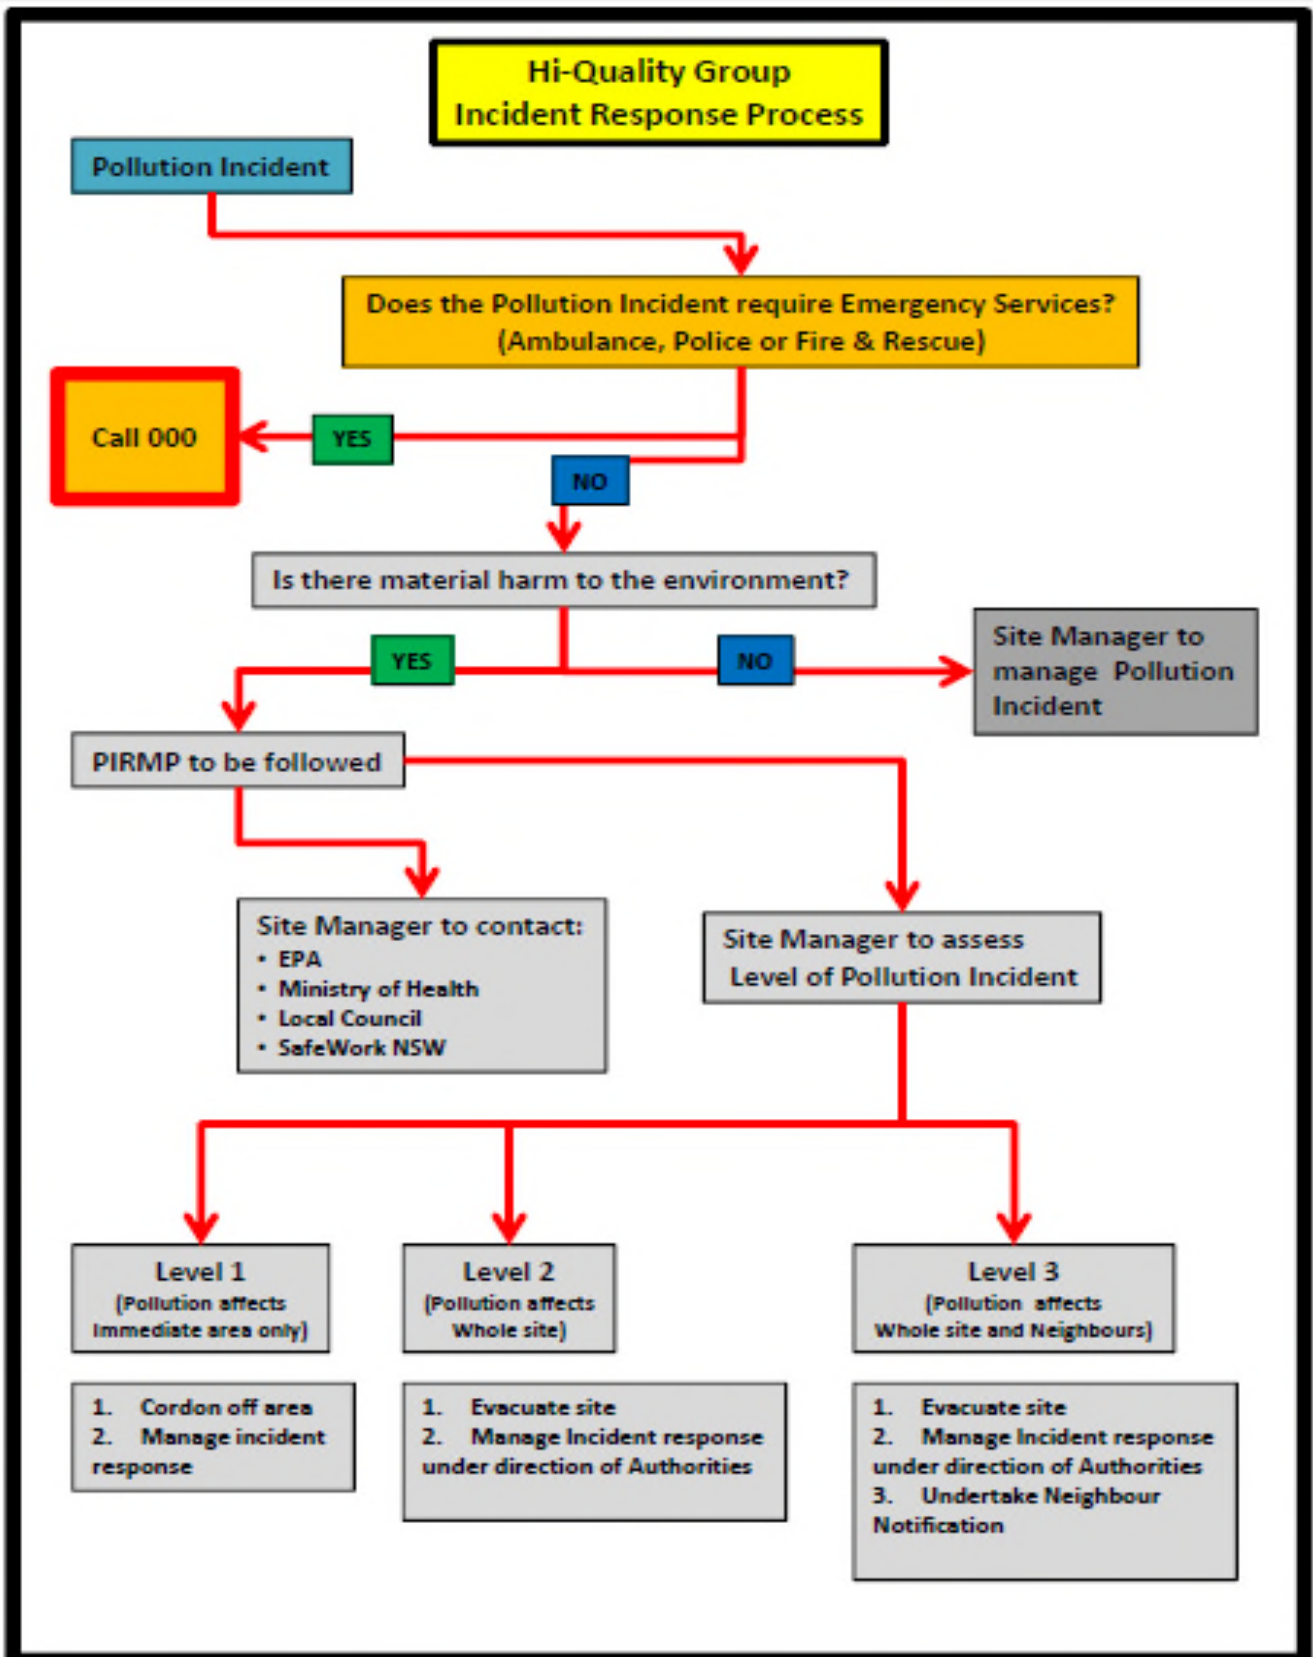 Hi-Quality Group
Incident Response Process
Pollution Incident
Does the Pollution Incident require Emergency Services?
(Ambulance, Police or Fire & Rescue)
Call 000
YES
NO
Is there material harm to the environment?
YES
NO
Site Manager to
manage Pollution
Incident
PIRMP to be followed
Site Manager to contact:
• EPA
• Ministry of Health
• Local Council
• SafeWork NSW
Site Manager to assess
Level of Pollution Incident
Level 1
(Pollution affects
Immediate area only)
Level 2
(Pollution affects
Whole site)
Level 3
(Pollution affects
Whole site and Neighbours)
1. Cordon off area
2. Manage incident
response
1. Evacuate site
2. Manage Incident response
under direction of Authorities
1. Evacuate site
2. Manage Incident response
under direction of Authorities
3. Undertake Neighbour
Notification